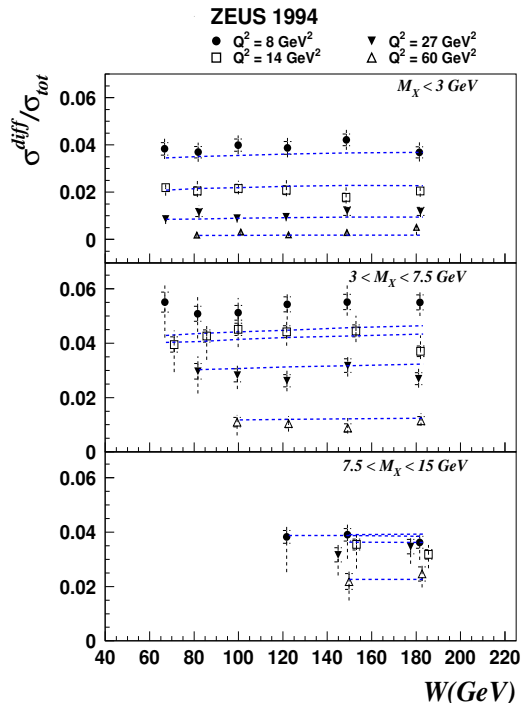 ZEUS 1994
Q² = 8 GeV² Q² = 27 GeV²
Q² = 14 GeV² Q² = 60 GeV²
σ^diff/σ_tot
M_X < 3 GeV
0.06
0.04
0.02
0
3 < M_X < 7.5 GeV
0.06
0.04
0.02
0
7.5 < M_X < 15 GeV
0.06
0.04
0.02
0
40 60 80 100 120 140 160 180 200 220
W(GeV)